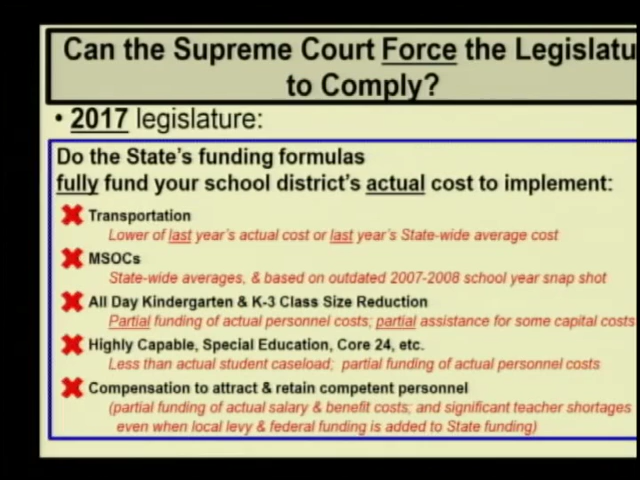 Can the Supreme Court Force the Legislatu
to Comply?
• 2017 legislature:
Do the State's funding formulas
fully fund your school district's actual cost to implement:
Transportation
Lower of last year's actual cost or last year's State-wide average cost
MSOCs
State-wide averages, & based on outdated 2007-2008 school year snap shot
All Day Kindergarten & K-3 Class Size Reduction
Partial funding of actual personnel costs; partial assistance for some capital costs
Highly Capable, Special Education, Core 24, etc.
Less than actual student caseload; partial funding of actual personnel costs
Compensation to attract & retain competent personnel
(partial funding of actual salary & benefit costs; and significant teacher shortages
even when local levy & federal funding is added to State funding)